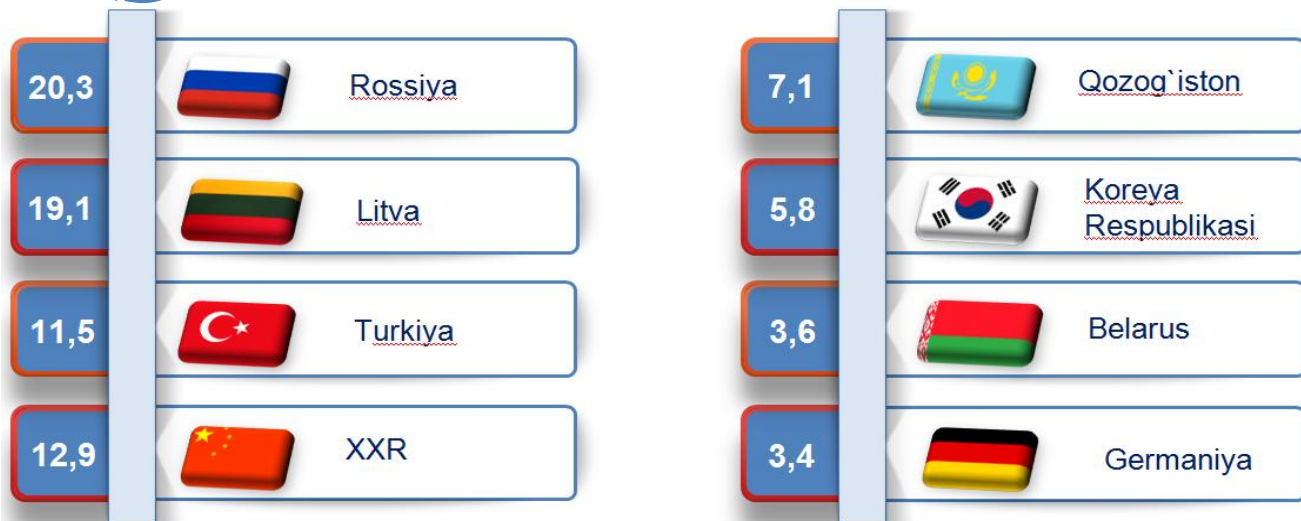 20,3 Rossiya
19,1 Litva
11,5 Turkiya
12,9 XXR
7,1 Qozog`iston
5,8 Koreya
Respublikasi
3,6 Belarus
3,4 Germaniya